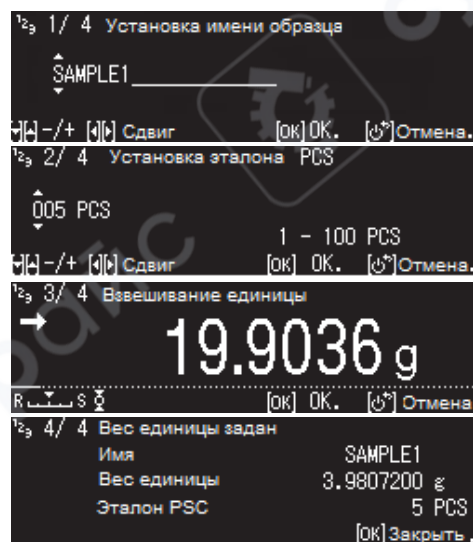 1/ 4 Установка имени образца
SAMPLE1
-/+ Сдвиг [OK] OK. Отмена.
2/ 4 Установка эталона PCS
005 PCS
1 - 100 PCS
-/+ Сдвиг [OK] OK. Отмена.
3/ 4 Взвешивание единицы
19.9036 g
R S [OK] OK. Отмена
4/ 4 Вес единицы задан
Имя SAMPLE1
Вес единицы 3.9807200 g
Эталон PSC 5 PCS
[OK] Закрыть.